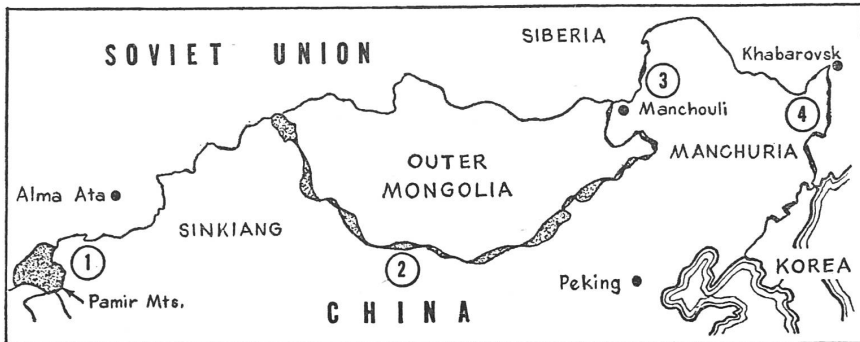 SIBERIA
SOVIET UNION
Khabarovsk
3
Manchouli
4
OUTER
MONGOLIA
MANCHURIA
Alma Ata
SINKIANG
1
2
KOREA
Peking
Pamir Mts.
CHINA